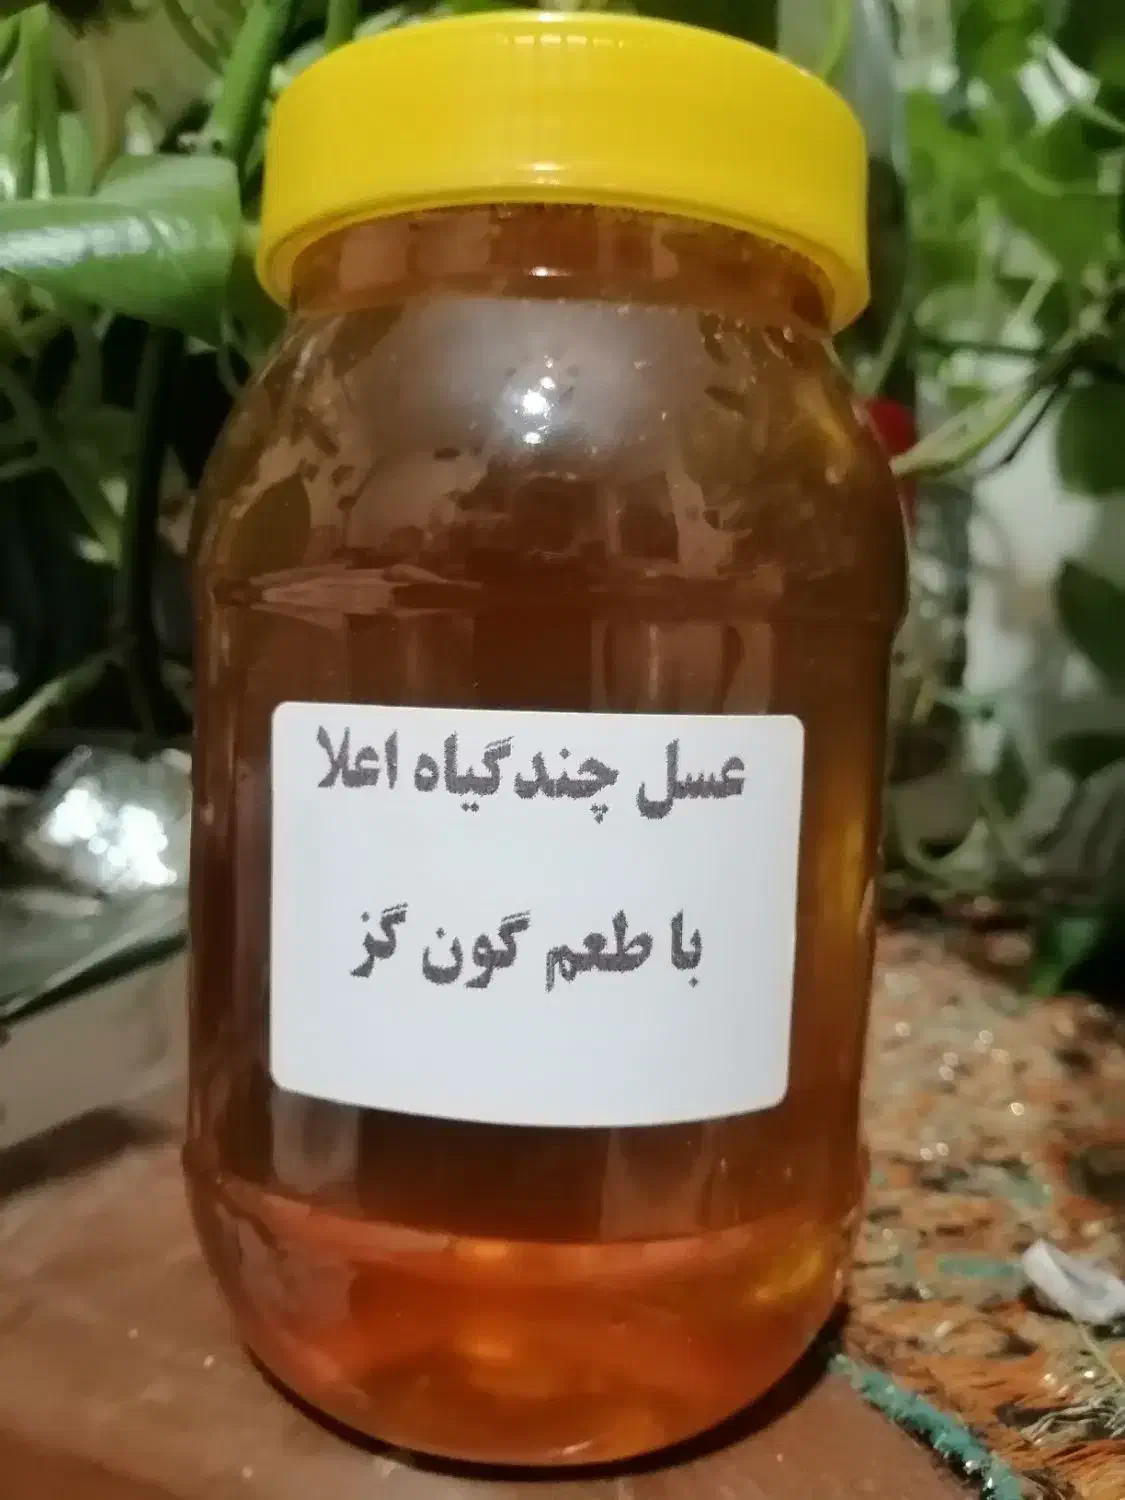 عسل چندگیاه اعلا
با طعم گون گز